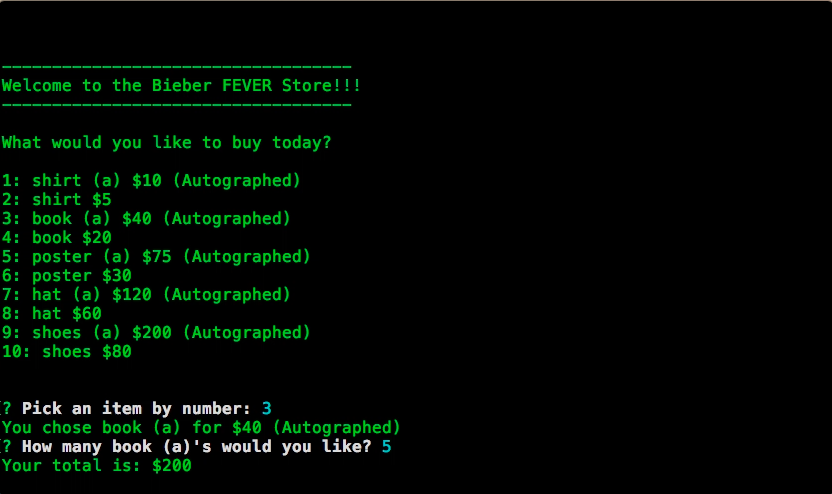 -----------------------------------
Welcome to the Bieber FEVER Store!!!
-----------------------------------
What would you like to buy today?
1: shirt (a) $10 (Autographed)
2: shirt $5
3: book (a) $40 (Autographed)
4: book $20
5: poster (a) $75 (Autographed)
6: poster $30
7: hat (a) $120 (Autographed)
8: hat $60
9: shoes (a) $200 (Autographed)
10: shoes $80
? Pick an item by number: 3
You chose book (a) for $40 (Autographed)
? How many book (a)'s would you like? 5
Your total is: $200